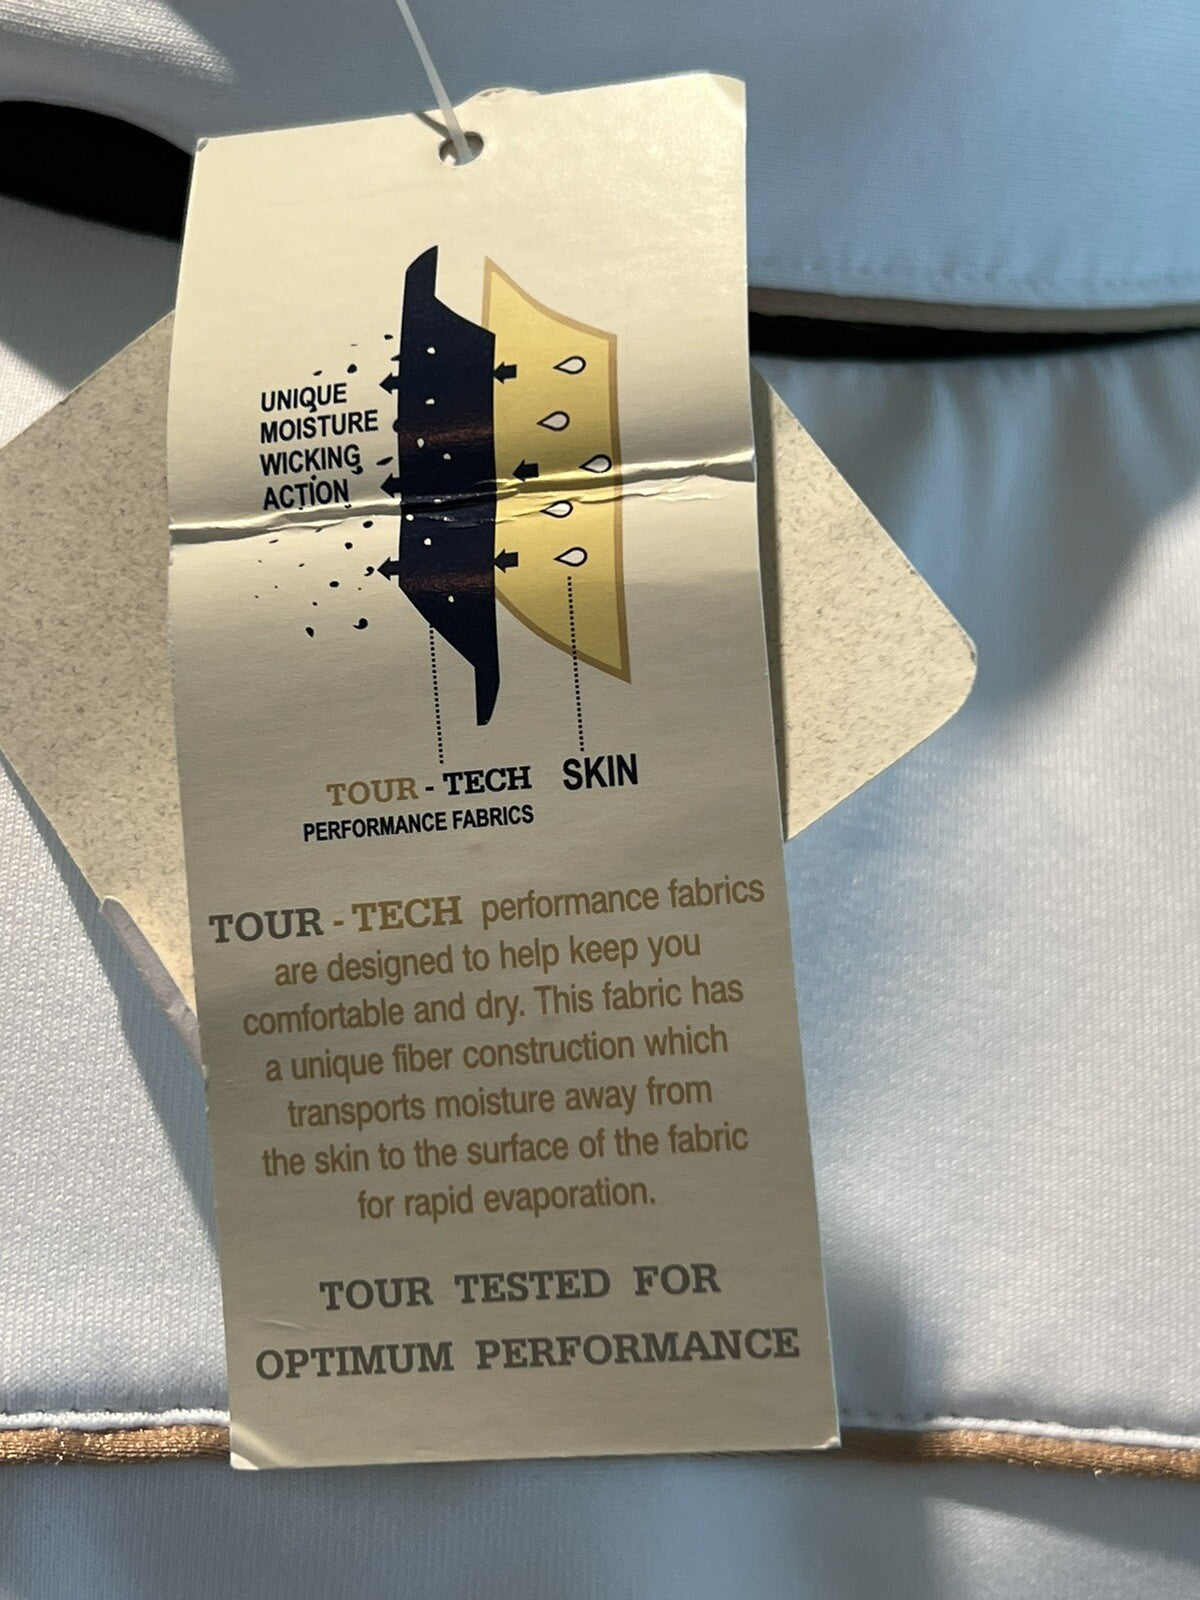 UNIQUE
MOISTURE
WICKING
ACTION
TOUR - TECH
PERFORMANCE FABRICS
SKIN
TOUR - TECH performance fabrics
are designed to help keep you
comfortable and dry. This fabric has
a unique fiber construction which
transports moisture away from
the skin to the surface of the fabric
for rapid evaporation.
TOUR TESTED FOR
OPTIMUM PERFORMANCE